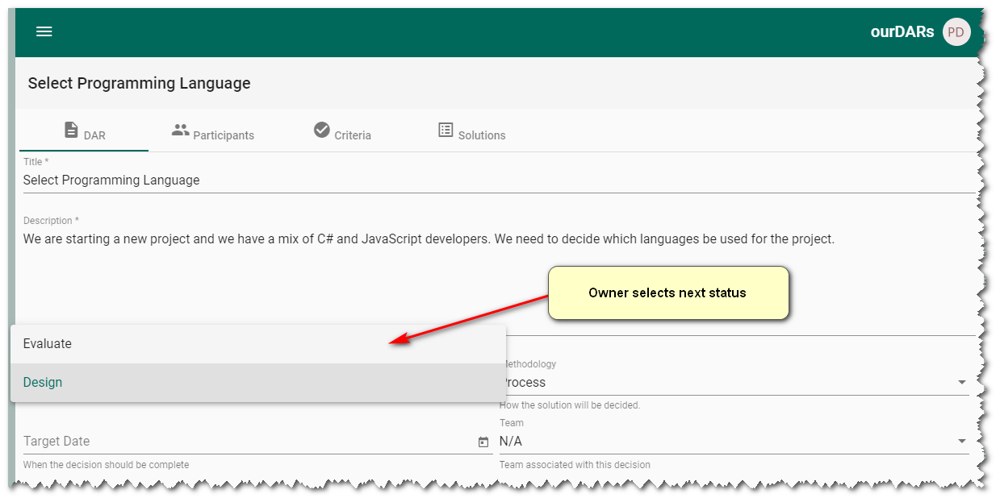 ourDARs
PD
Select Programming Language
DAR
Participants
Criteria
Solutions
Title *
Select Programming Language
Description *
We are starting a new project and we have a mix of C# and JavaScript developers. We need to decide which languages be used for the project.
Owner selects next status
Evaluate
Design
ethodology
rocess
How the solution will be decided.
Target Date
When the decision should be complete
Team
N/A
Team associated with this decision